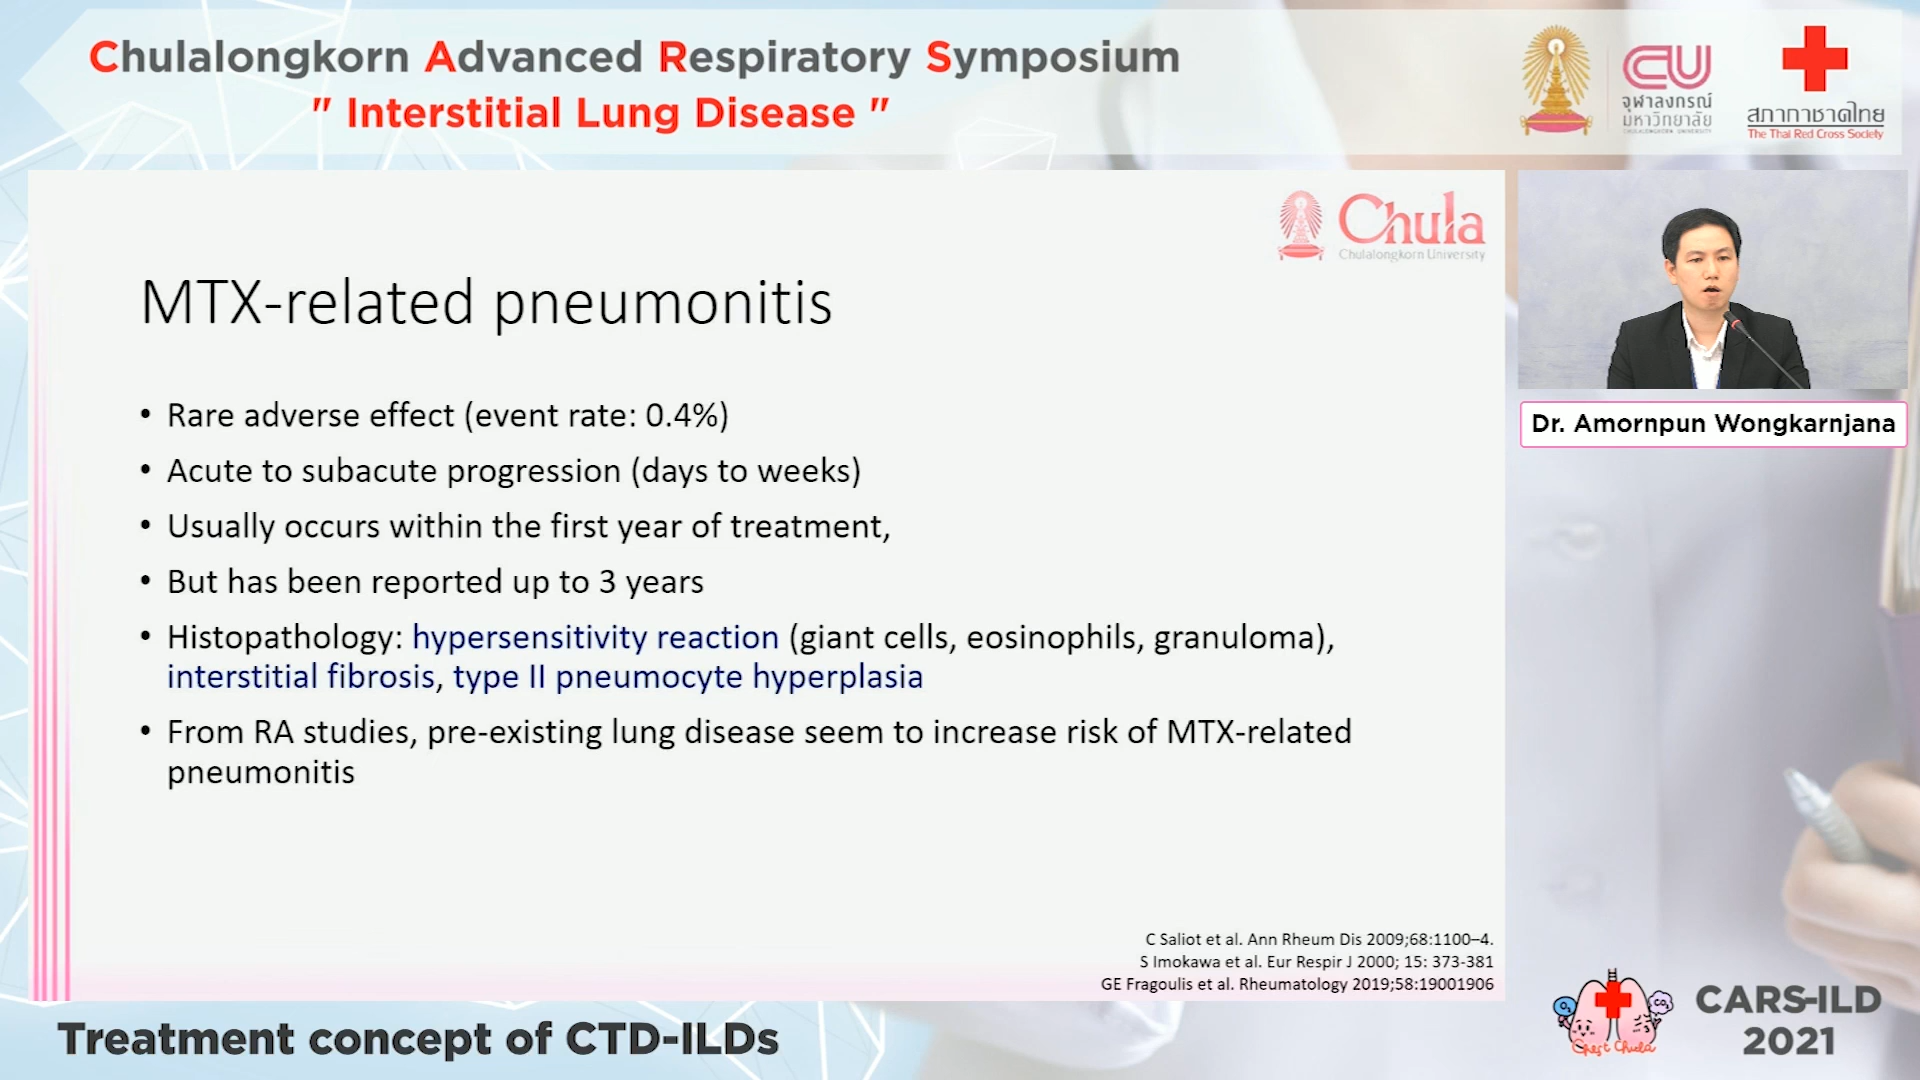 Chulalongkorn Advanced Respiratory Symposium
" Interstitial Lung Disease "
CU
จุฬาลงกรณ์
มหาวิทยาลัย
CHULALONGKORN UNIVERSITY
สภากาชาดไทย
The Thai Red Cross Society
Chula
Chulalongkorn University
MTX-related pneumonitis
• Rare adverse effect (event rate: 0.4%)
• Acute to subacute progression (days to weeks)
• Usually occurs within the first year of treatment,
• But has been reported up to 3 years
• Histopathology: hypersensitivity reaction (giant cells, eosinophils, granuloma),
interstitial fibrosis, type II pneumocyte hyperplasia
• From RA studies, pre-existing lung disease seem to increase risk of MTX-related
pneumonitis
C Saliot et al. Ann Rheum Dis 2009;68:1100–4.
S Imokawa et al. Eur Respir J 2000; 15: 373-381
GE Fragoulis et al. Rheumatology 2019;58:19001906
Dr. Amornpun Wongkarnjana
Treatment concept of CTD-ILDs
O₂
CO₂
Chest Chula
CARS-ILD
2021